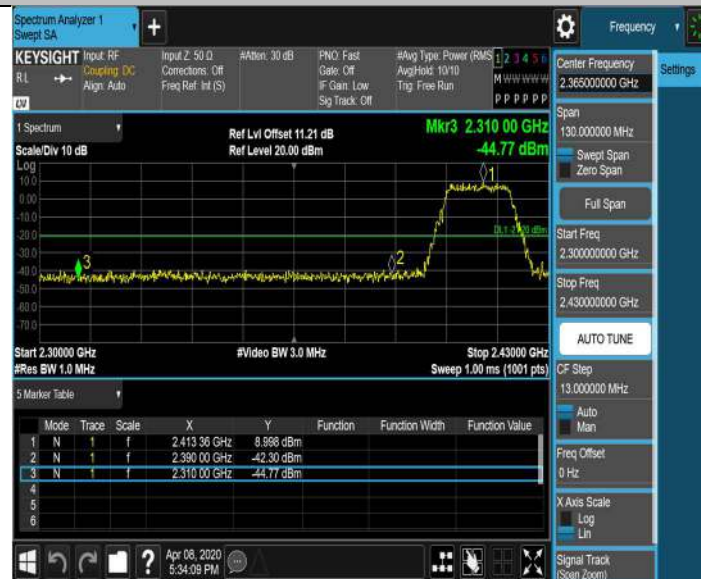 Spectrum Analyzer 1
Swept SA
+
Frequency
KEYSIGHT Input: RF
Coupling: DC
Align: Auto
RL
Input Z: 50 Ω
Corrections: Off
Freq Ref: Int (S)
#Atten: 30 dB
PNO: Fast
Gate: Off
IF Gain: Low
Sig Track: Off
#Avg Type: Power (RMS
Avg|Hold: 10/10
Trig: Free Run
1 2 3 4 5 6
M W W W W W
P P P P P P
1 Spectrum
Scale/Div 10 dB
Ref Lvl Offset 11.21 dB
Ref Level 20.00 dBm
Mkr3 2.310 00 GHz
-44.77 dBm
Log
10.0
0.00
-10.0
-20.0
-30.0
-40.0
-50.0
-60.0
-70.0
1
2
3
Start 2.30000 GHz
#Res BW 1.0 MHz
#Video BW 3.0 MHz
Stop 2.43000 GHz
Sweep 1.00 ms (1001 pts)
5 Marker Table
Mode Trace Scale X Y Function Function Width Function Value
1 N 1 f 2.413 36 GHz 8.998 dBm
2 N 1 f 2.390 00 GHz -42.30 dBm
3 N 1 f 2.310 00 GHz -44.77 dBm
4
5
6
?
Apr 08, 2020
5:34:09 PM
Center Frequency
2.365000000 GHz
Settings
Span
130.000000 MHz
Swept Span
Zero Span
Full Span
Start Freq
2.300000000 GHz
Stop Freq
2.430000000 GHz
AUTO TUNE
CF Step
13.000000 MHz
Auto
Man
Freq Offset
0 Hz
X Axis Scale
Log
Lin
Signal Track
(Span Zoom)